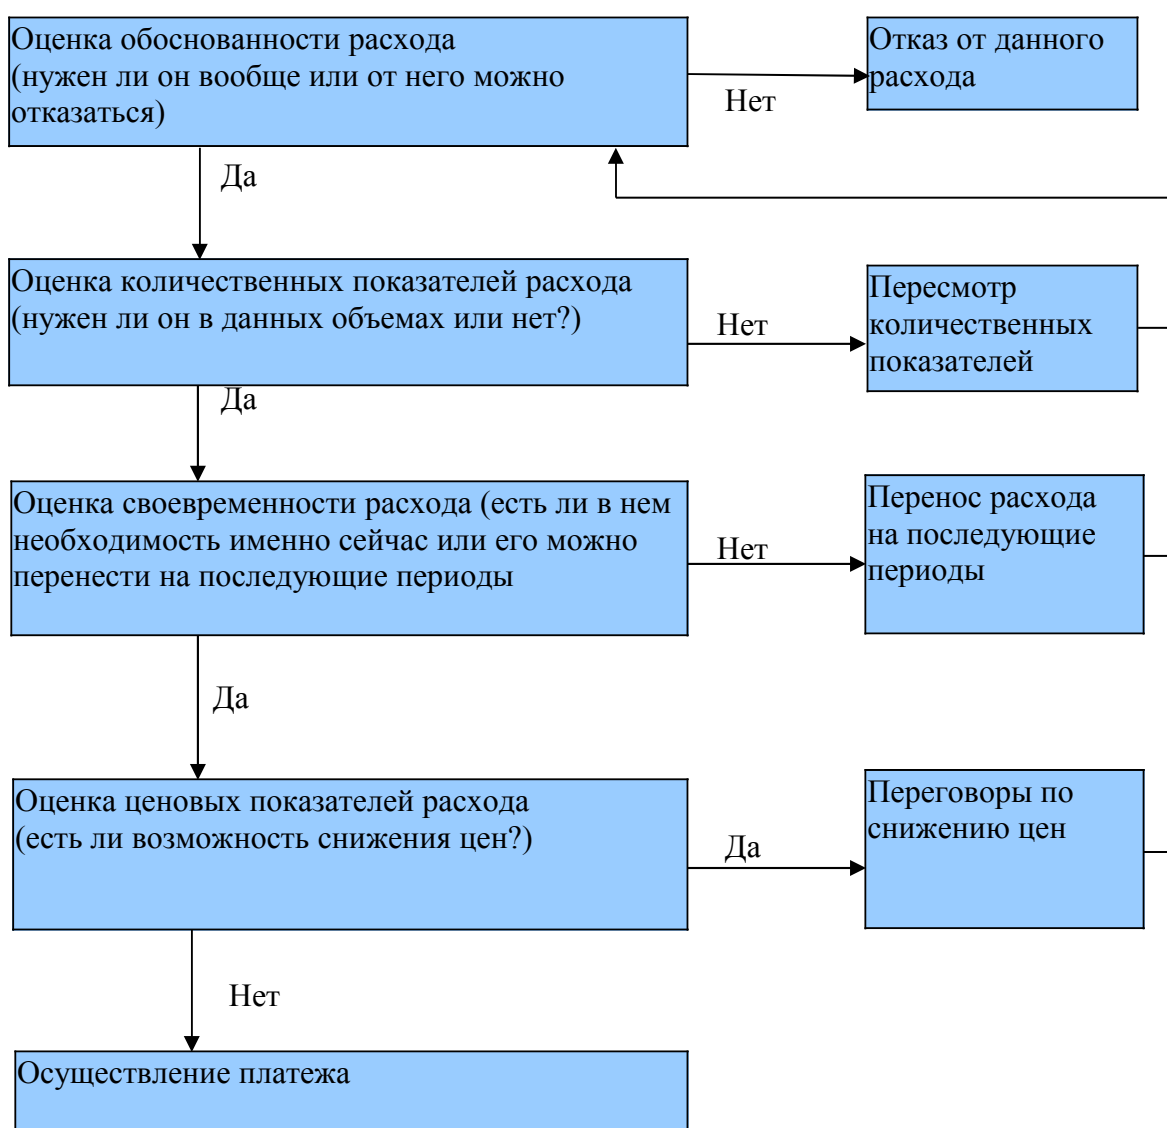 Оценка обоснованности расхода
(нужен ли он вообще или от него можно
отказаться)
Отказ от данного
расхода
Нет
Да
Оценка количественных показателей расхода
(нужен ли он в данных объемах или нет?)
Нет
Пересмотр
количественных
показателей
Да
Оценка своевременности расхода (есть ли в нем
необходимость именно сейчас или его можно
перенести на последующие периоды
Нет
Перенос расхода
на последующие
периоды
Да
Оценка ценовых показателей расхода
(есть ли возможность снижения цен?)
Да
Переговоры по
снижению цен
Нет
Осуществление платежа